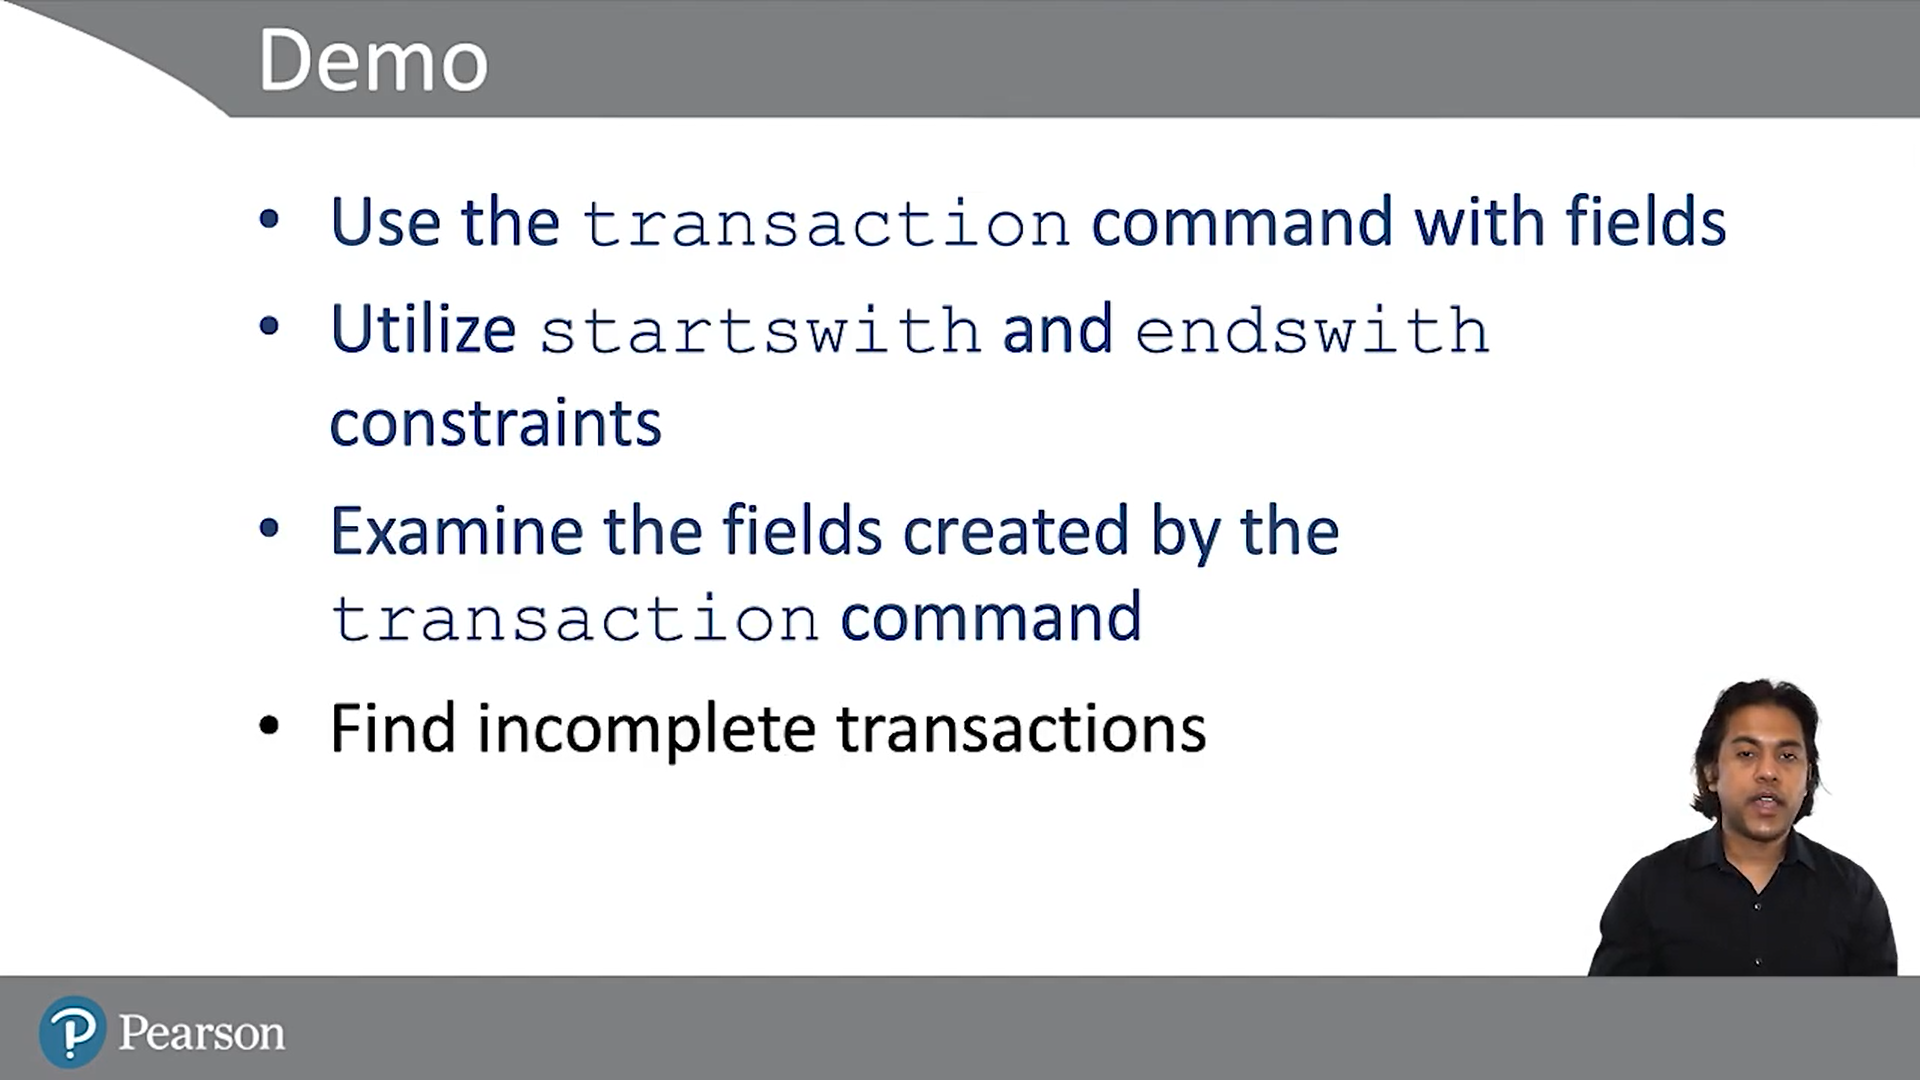 Demo
• Use the transaction command with fields
• Utilize startswith and endswith
constraints
• Examine the fields created by the
transaction command
• Find incomplete transactions
Pearson